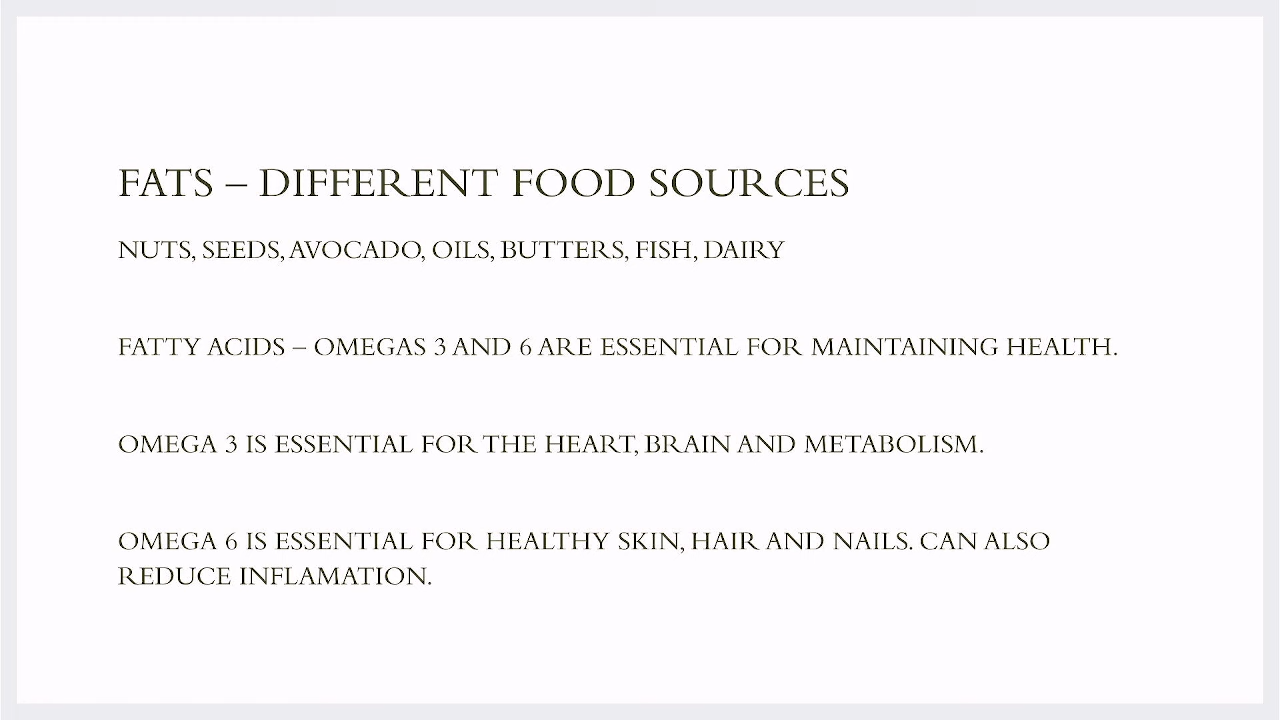 FATS – DIFFERENT FOOD SOURCES
NUTS, SEEDS, AVOCADO, OILS, BUTTERS, FISH, DAIRY
FATTY ACIDS – OMEGAS 3 AND 6 ARE ESSENTIAL FOR MAINTAINING HEALTH.
OMEGA 3 IS ESSENTIAL FOR THE HEART, BRAIN AND METABOLISM.
OMEGA 6 IS ESSENTIAL FOR HEALTHY SKIN, HAIR AND NAILS. CAN ALSO
REDUCE INFLAMATION.